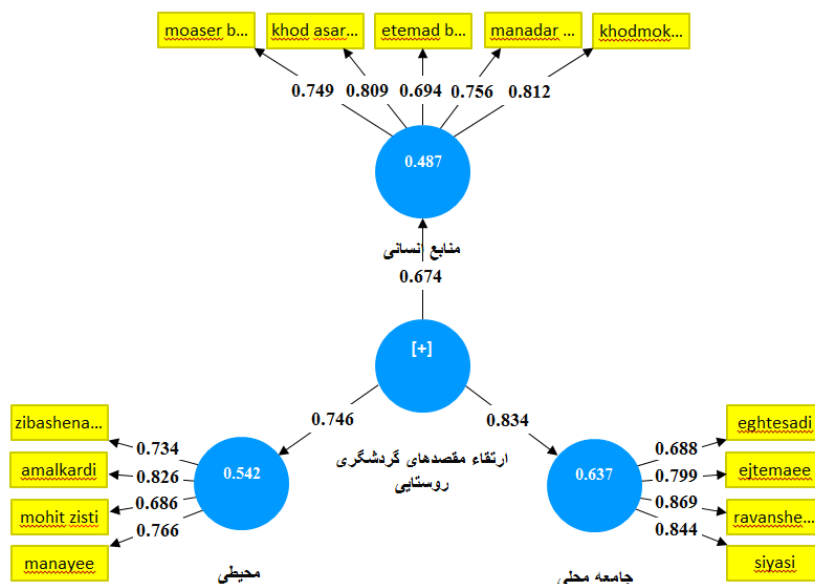 moaser b...
khod asar...
etemad b...
manadar ...
khodmok...
0.749
0.809
0.694
0.756
0.812
0.487
منابع انسانی
0.674
[+]
0.746
0.834
ارتقاء مقصدهای گردشگری
روستایی
zibashena...
amalkardi
mohit zisti
manayee
0.734
0.826
0.686
0.766
0.542
محیطی
0.637
جامعه محلی
0.688
0.799
0.869
0.844
eghtesadi
ejtemaee
ravanshe...
siyasi